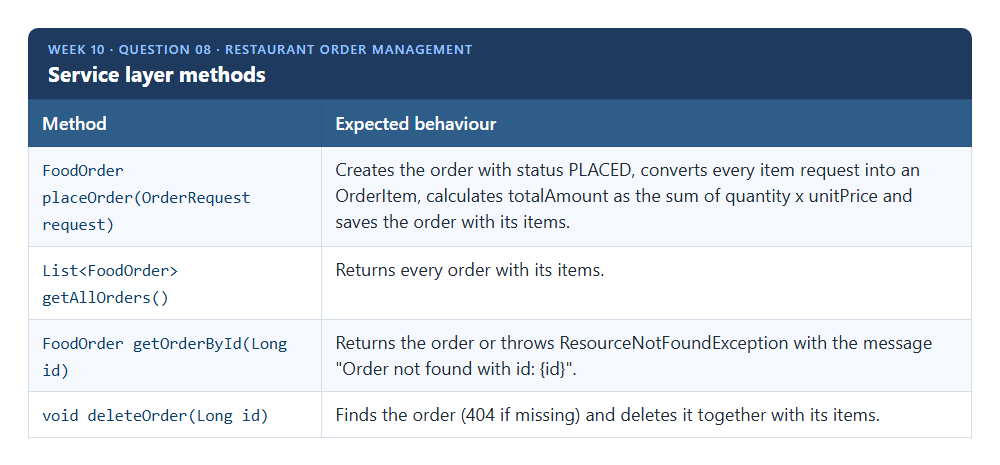 WEEK 10 · QUESTION 08 · RESTAURANT ORDER MANAGEMENT
Service layer methods
Method
Expected behaviour
FoodOrder
placeOrder(OrderRequest
request)
Creates the order with status PLACED, converts every item request into an
OrderItem, calculates totalAmount as the sum of quantity x unitPrice and
saves the order with its items.
List<FoodOrder>
getAllOrders()
Returns every order with its items.
FoodOrder getOrderById(Long
id)
Returns the order or throws ResourceNotFoundException with the message
"Order not found with id: {id}".
void deleteOrder(Long id)
Finds the order (404 if missing) and deletes it together with its items.